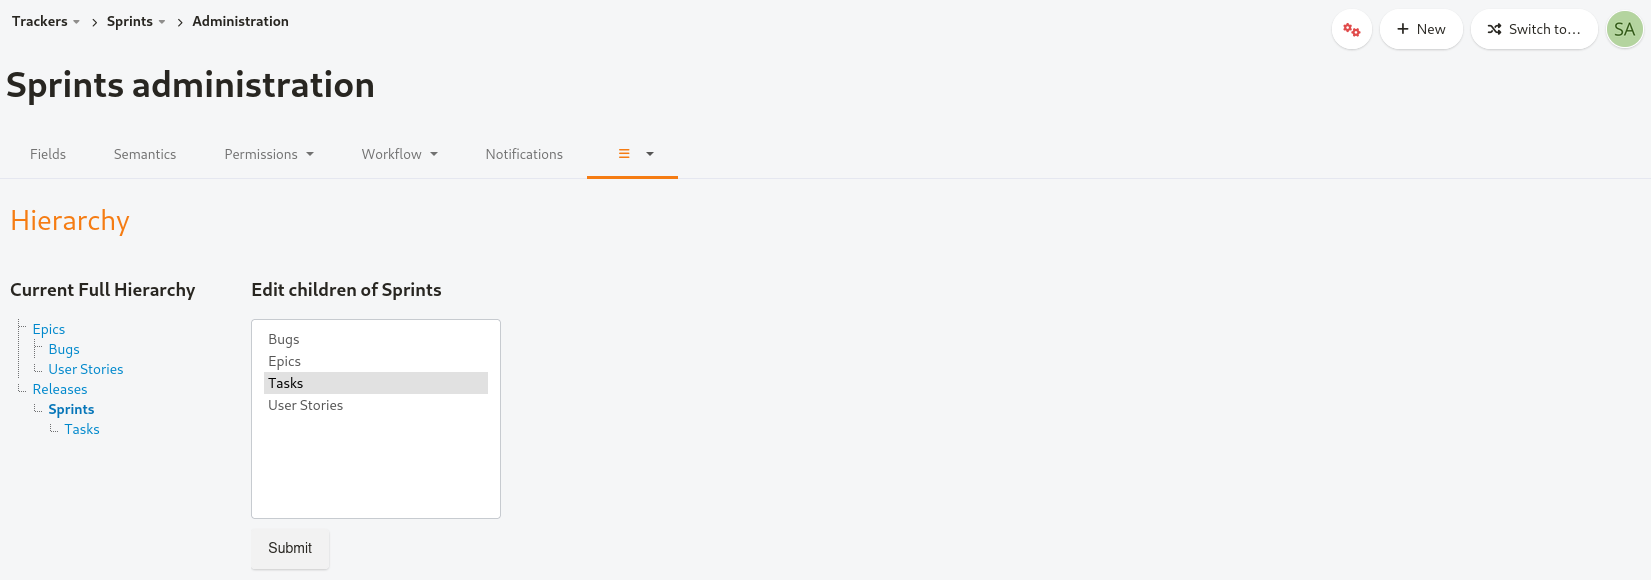 Trackers > Sprints > Administration
+ New
Switch to...
SA
Sprints administration
Fields Semantics Permissions Workflow Notifications
Hierarchy
Current Full Hierarchy
Epics
Bugs
User Stories
Releases
Sprints
Tasks
Edit children of Sprints
Bugs
Epics
Tasks
User Stories
Submit